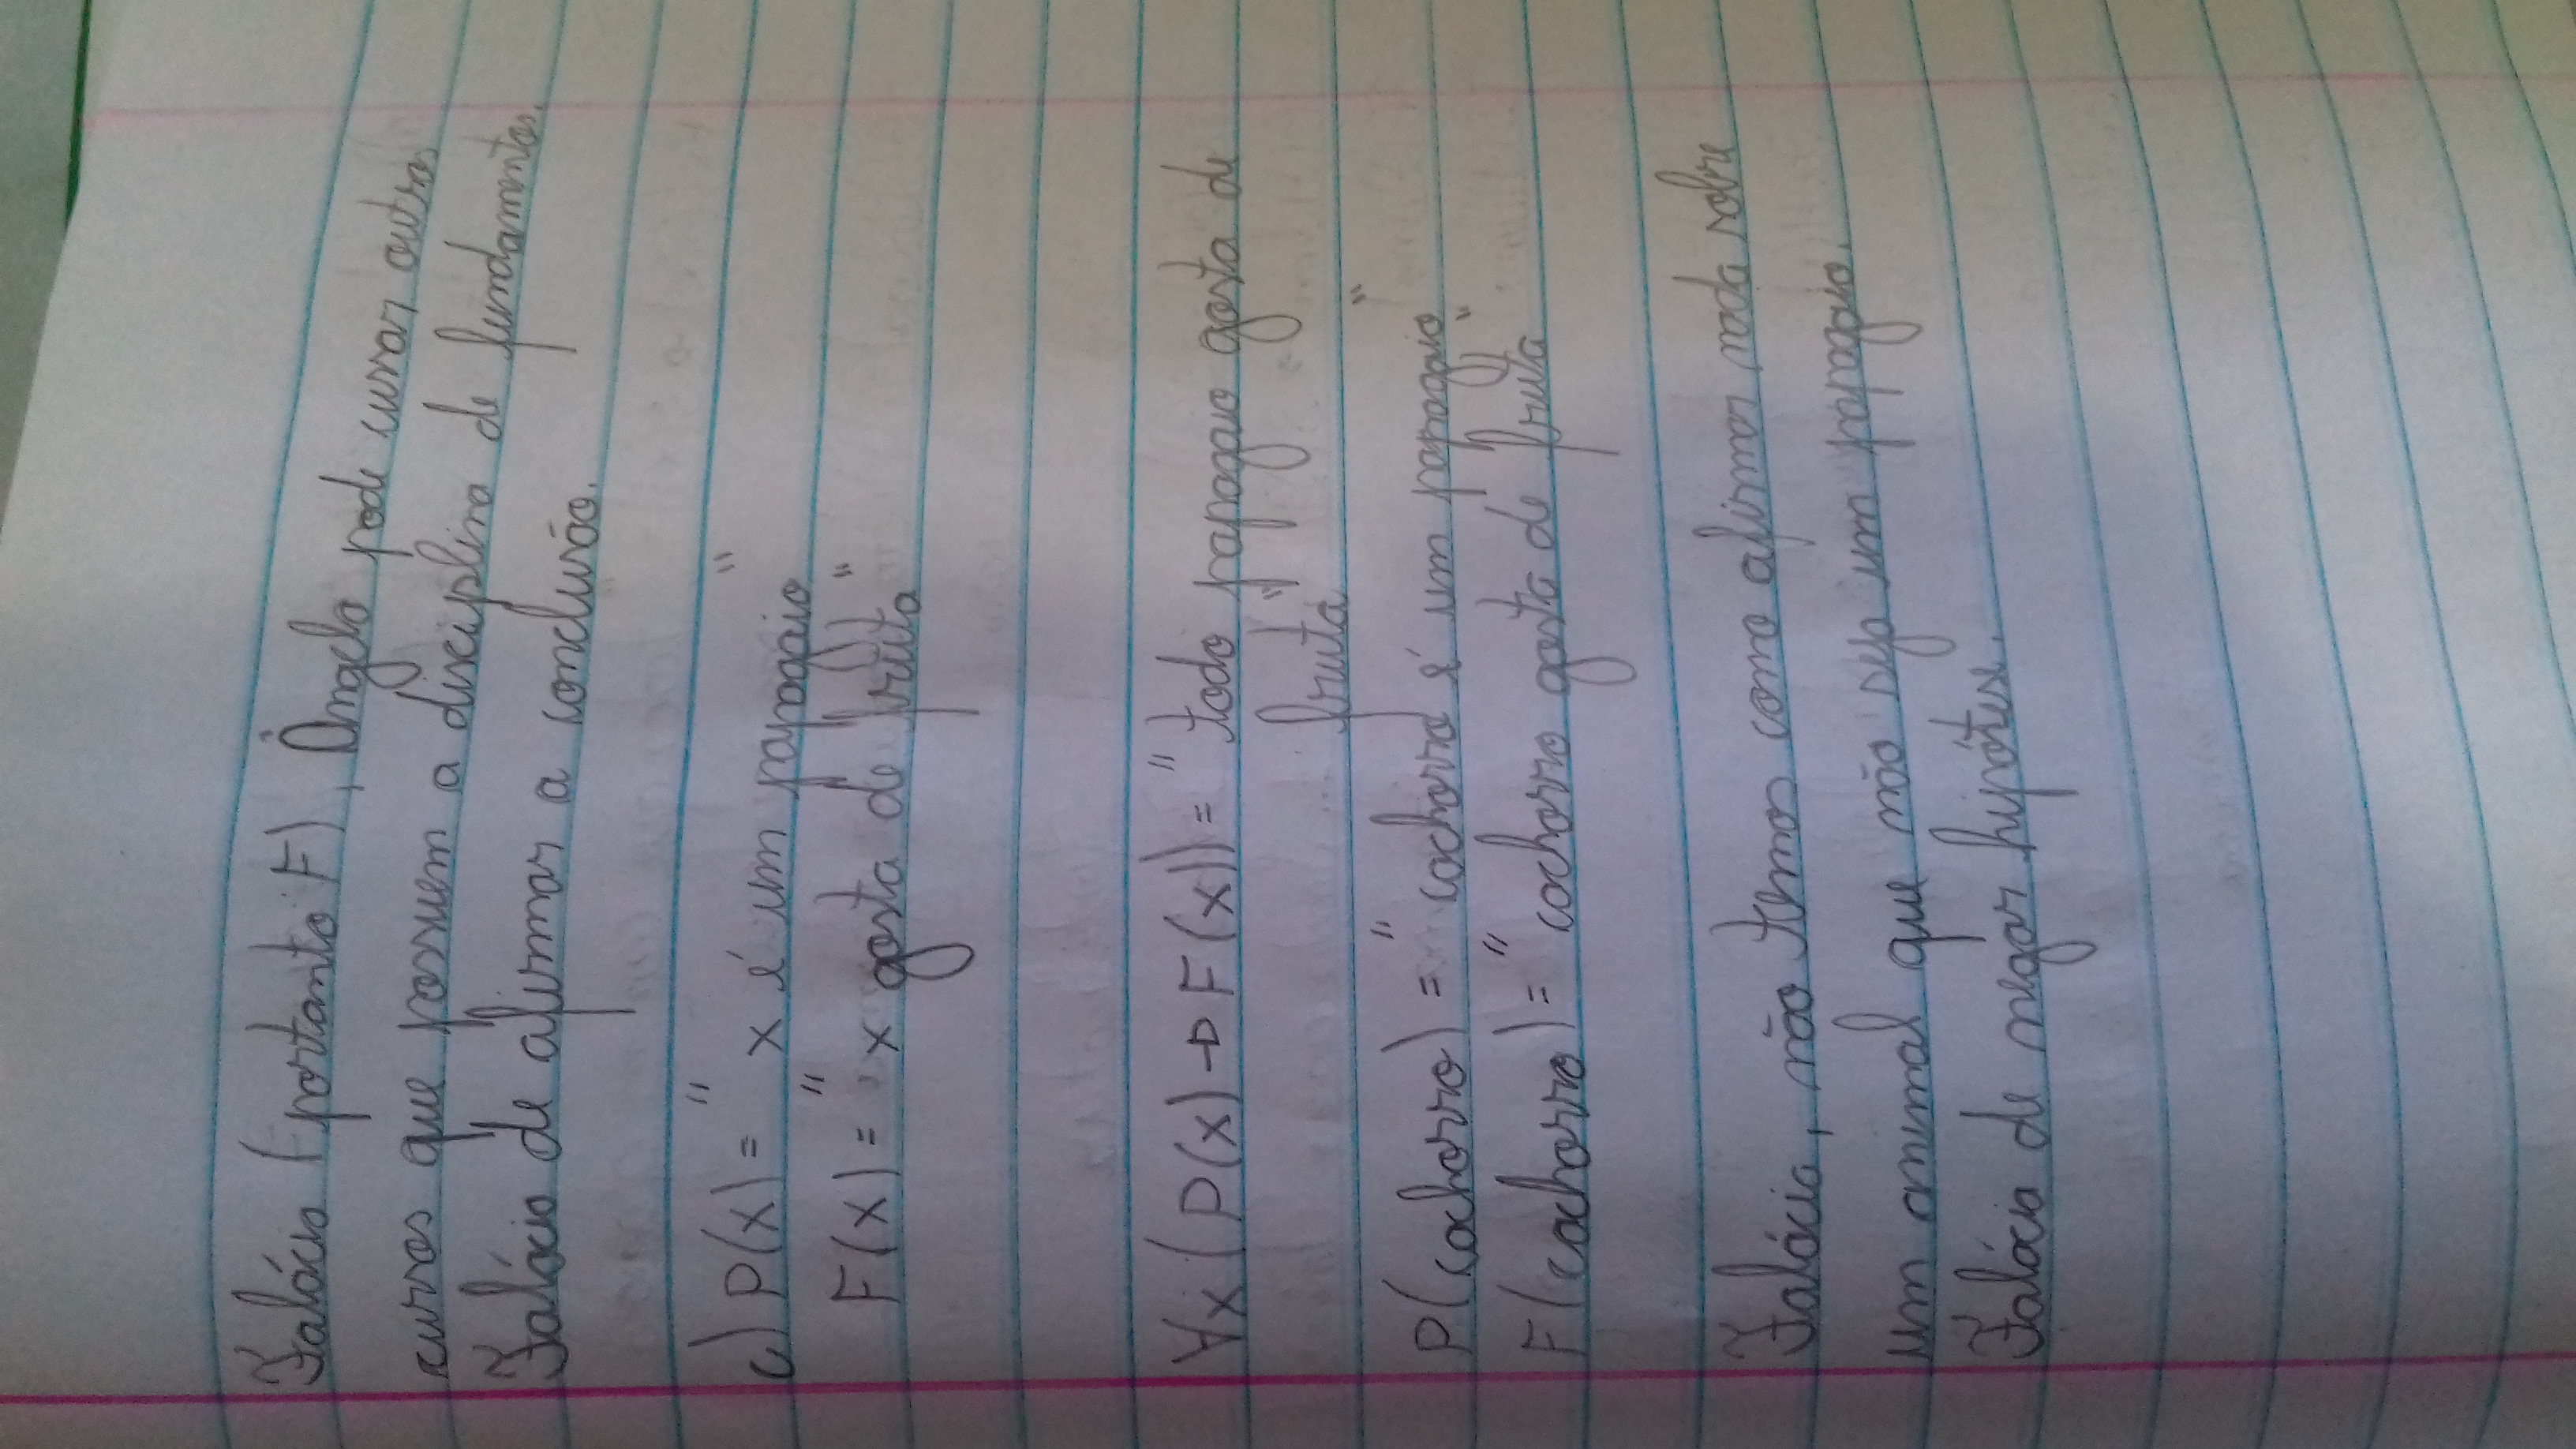 Falácia (portanto F), Ângelo pode cursar outros
cursos que possuem a disciplina de fundamentos.
Falácia de afirmar a conclusão.
c) P(x) = "x é um papagaio"
F(x) = "x gosta de fruta"
∀x (P(x) → F(x)) = "todo papagaio gosta de
fruta"
P(cachorro) = "cachorro é um papagaio"
F(cachorro) = "cachorro gosta de fruta"
Falácia, não temos como afirmar nada sobre
um animal que não seja um papagaio.
Falácia de negar hipótese.